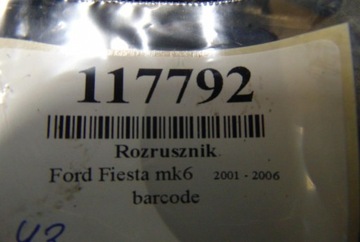 117792
Rozrusznik
Ford Fiesta mk6 2001 - 2006
barcode